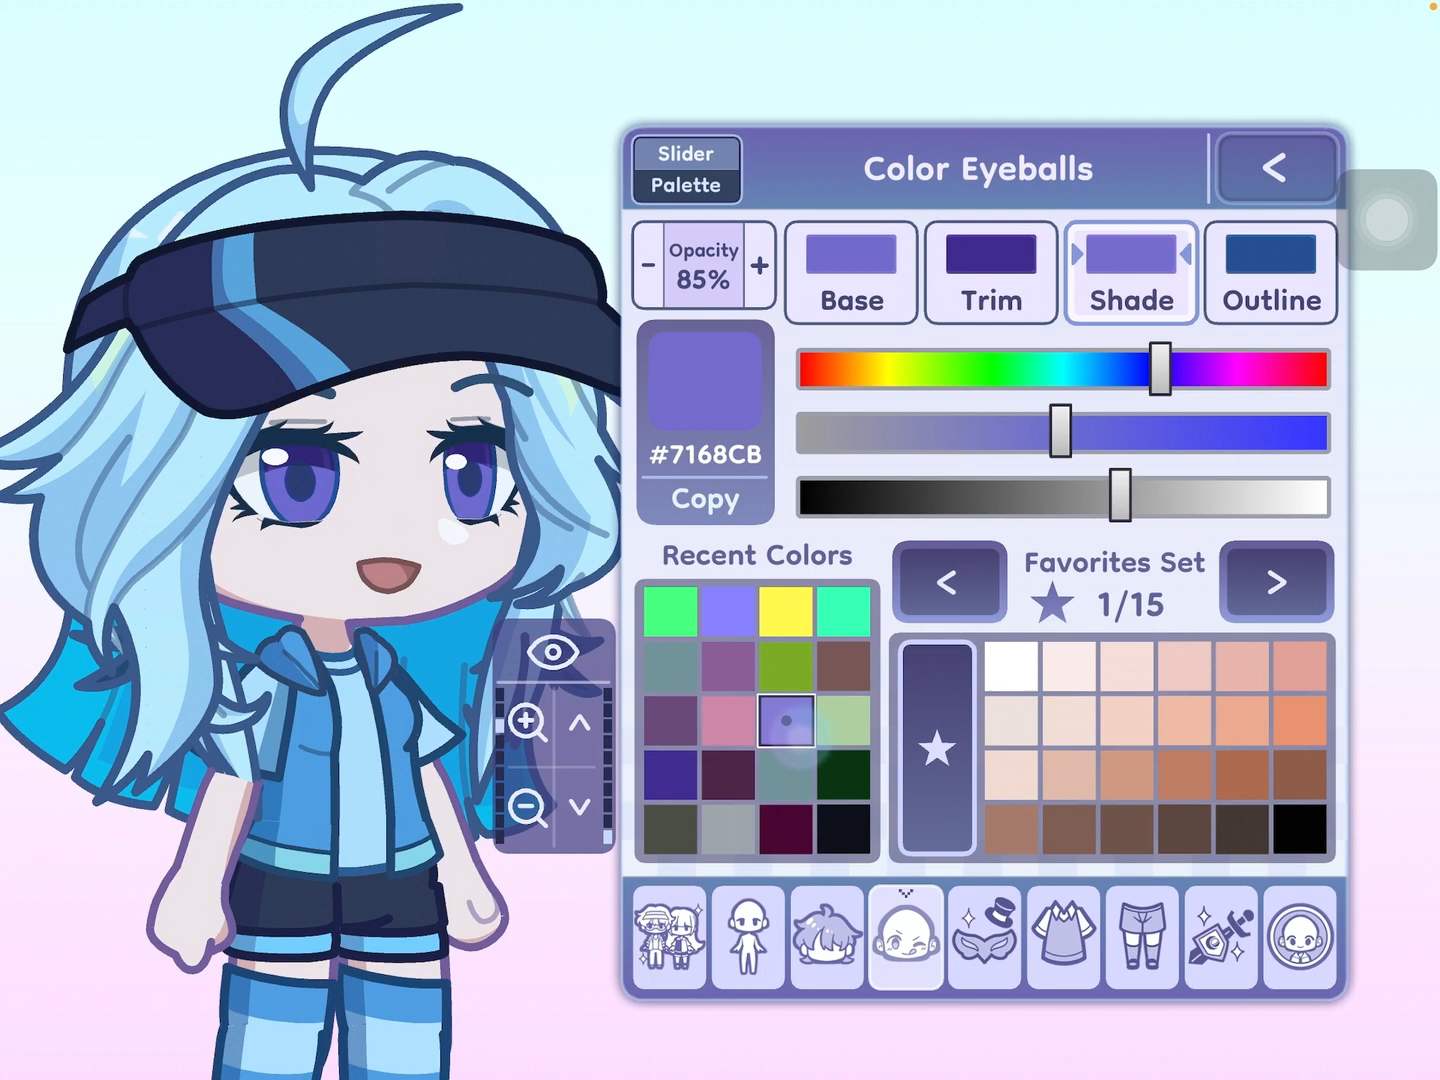 Slider
Palette
Color Eyeballs
<
- Opacity 85% +
Base
Trim
Shade
Outline
#7168CB
Copy
Recent Colors
<
Favorites Set
1/15
>